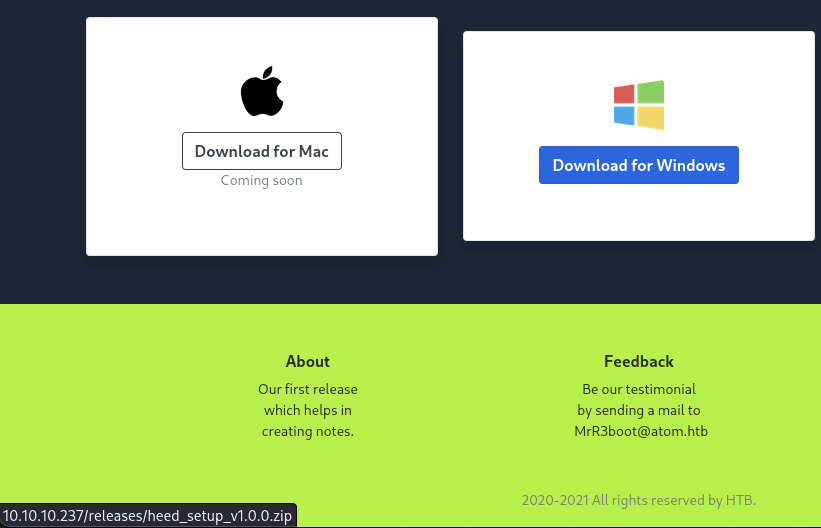 Download for Mac
Coming soon
Download for Windows
About
Our first release
which helps in
creating notes.
Feedback
Be our testimonial
by sending a mail to
MrR3boot@atom.htb
2020-2021 All rights reserved by HTB.
10.10.10.237/releases/heed_setup_v1.0.0.zip